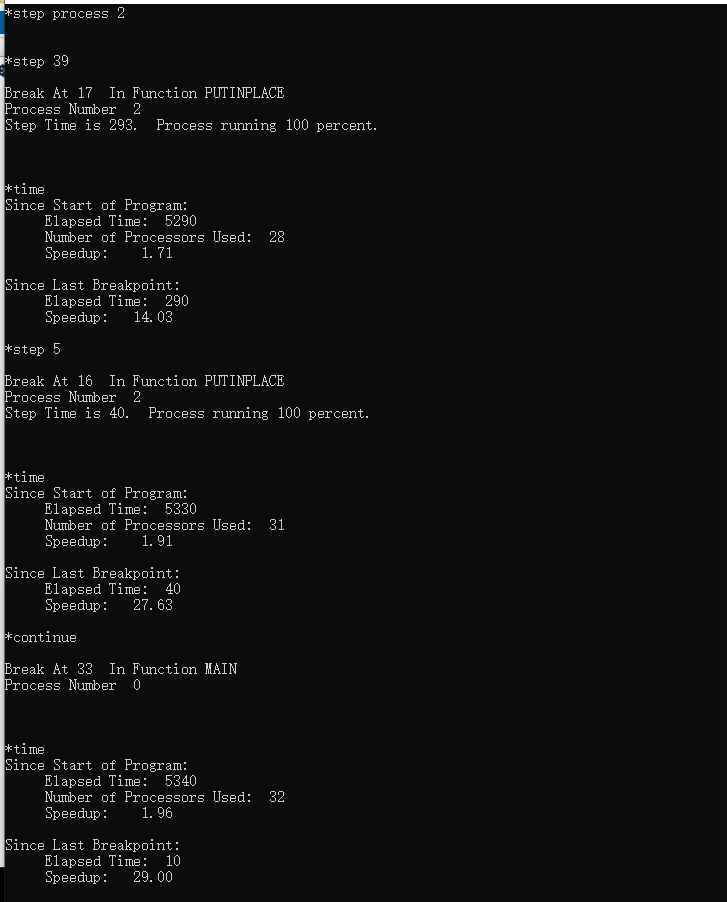 *step process 2
*step 39
Break At 17  In Function PUTINPLACE
Process Number  2
Step Time is 293.  Process running 100 percent.
*time
Since Start of Program:
     Elapsed Time:  5290
     Number of Processors Used:  28
     Speedup:    1.71
Since Last Breakpoint:
     Elapsed Time:  290
     Speedup:   14.03
*step 5
Break At 16  In Function PUTINPLACE
Process Number  2
Step Time is 40.  Process running 100 percent.
*time
Since Start of Program:
     Elapsed Time:  5330
     Number of Processors Used:  31
     Speedup:    1.91
Since Last Breakpoint:
     Elapsed Time:  40
     Speedup:   27.63
*continue
Break At 33  In Function MAIN
Process Number  0
*time
Since Start of Program:
     Elapsed Time:  5340
     Number of Processors Used:  32
     Speedup:    1.96
Since Last Breakpoint:
     Elapsed Time:  10
     Speedup:   29.00